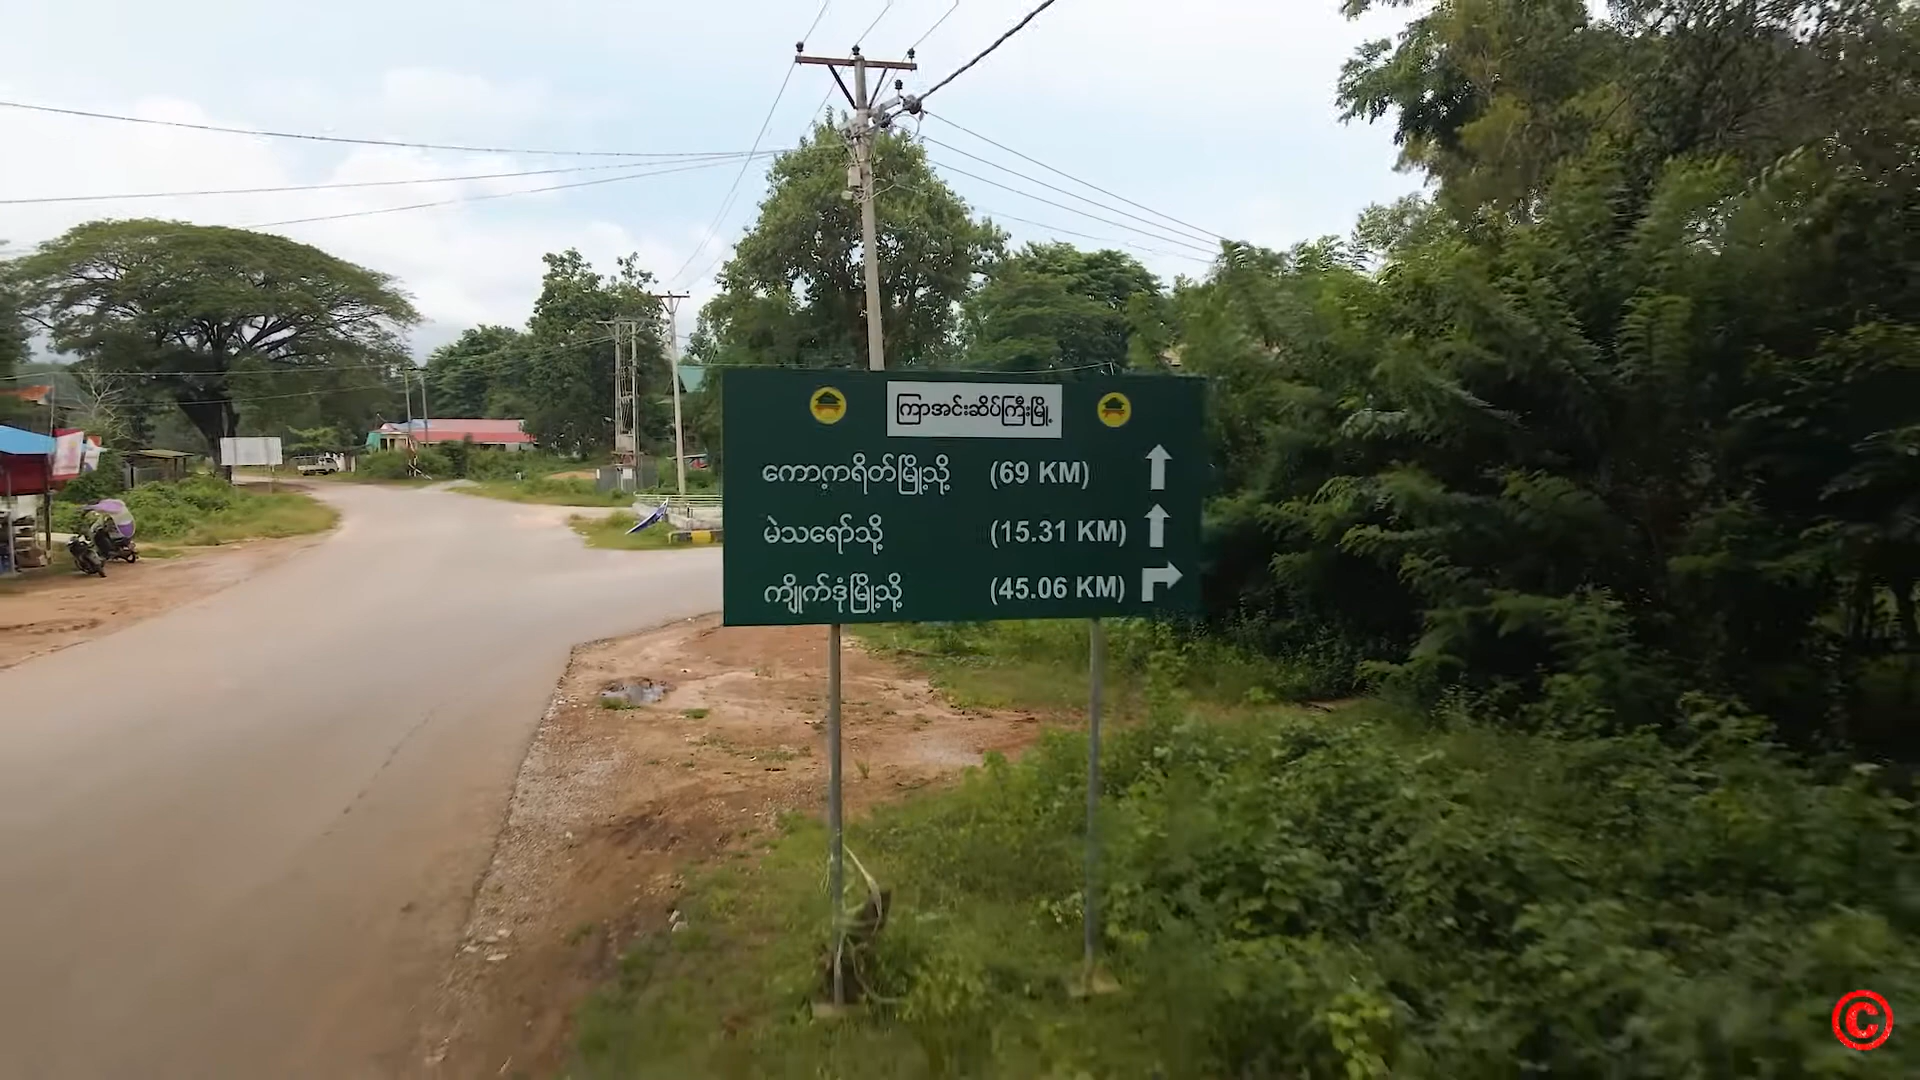 ကြာအင်းဆိပ်ကြီးမြို့
ကော့ကရိတ်မြို့သို့ (69 KM)
မဲသရော်သို့ (15.31 KM)
ကျိုက်ဒုံမြို့သို့ (45.06 KM)
©